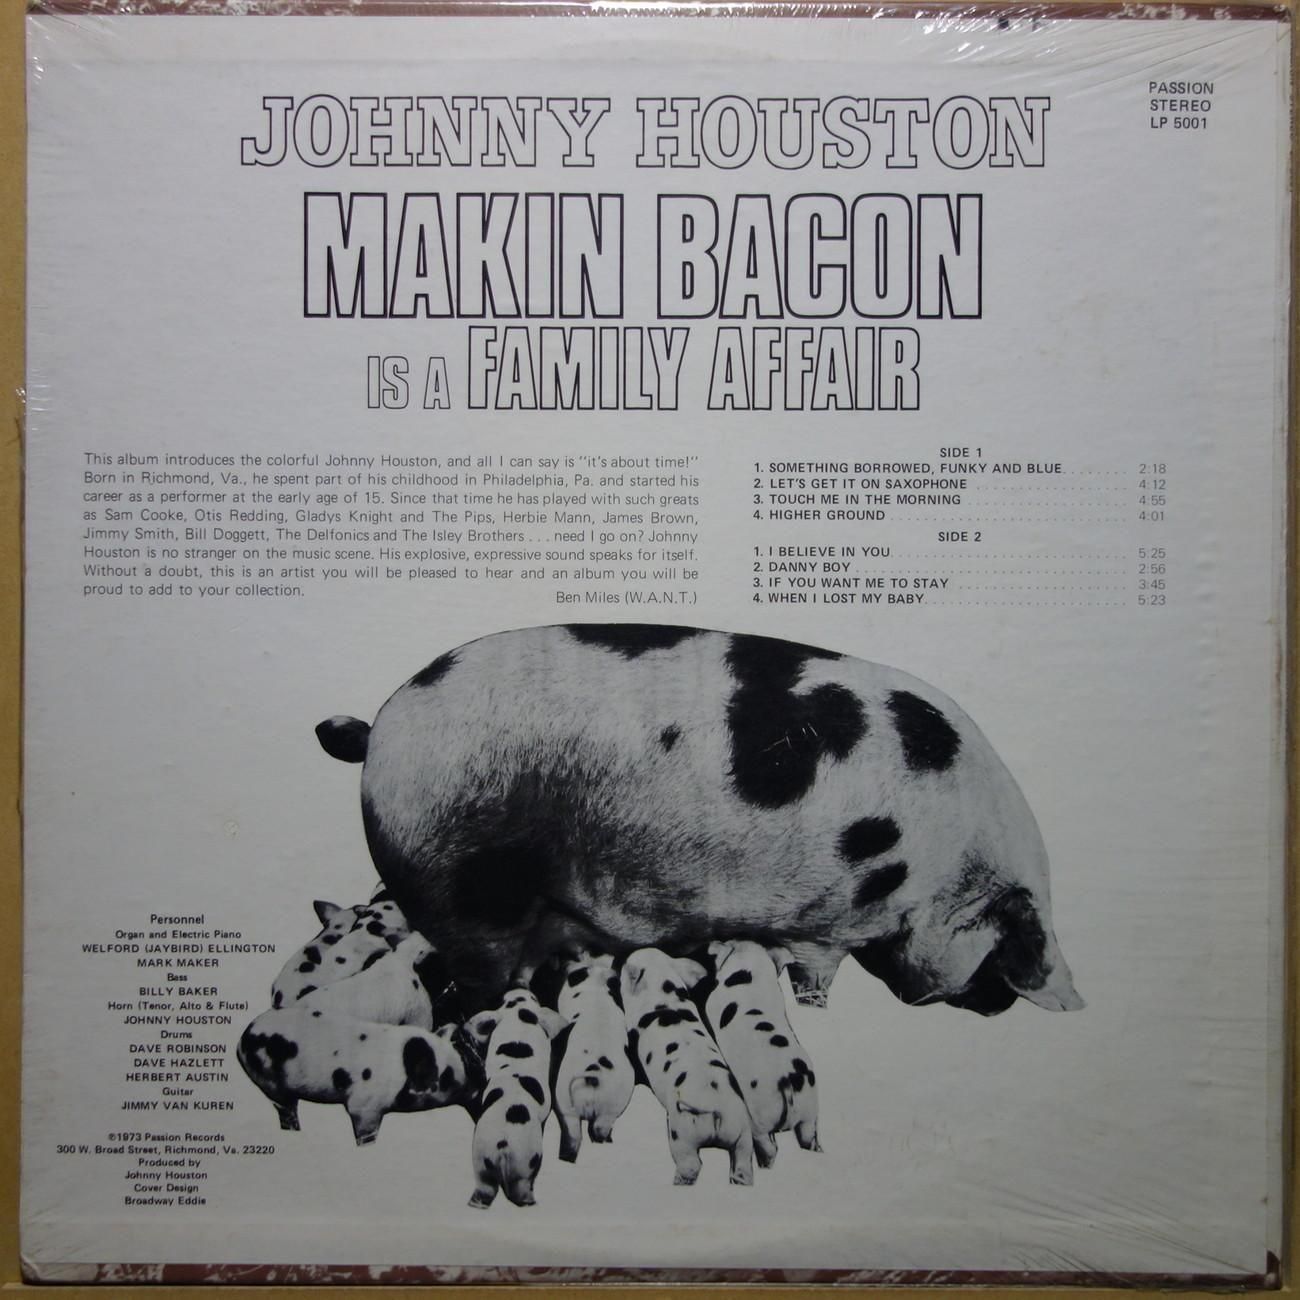 PASSION
STEREO
LP 5001
JOHNNY HOUSTON
MAKIN BACON
IS A FAMILY AFFAIR
This album introduces the colorful Johnny Houston, and all I can say is "it's about time!"
Born in Richmond, Va., he spent part of his childhood in Philadelphia, Pa. and started his
career as a performer at the early age of 15. Since that time he has played with such greats
as Sam Cooke, Otis Redding, Gladys Knight and The Pips, Herbie Mann, James Brown,
Jimmy Smith, Bill Doggett, The Delfonics and The Isley Brothers . . . need I go on? Johnny
Houston is no stranger on the music scene. His explosive, expressive sound speaks for itself.
Without a doubt, this is an artist you will be pleased to hear and an album you will be
proud to add to your collection.
Ben Miles (W.A.N.T.)
SIDE 1
1. SOMETHING BORROWED, FUNKY AND BLUE........ 2:18
2. LET'S GET IT ON SAXOPHONE .................. 4:12
3. TOUCH ME IN THE MORNING ................... 4:55
4. HIGHER GROUND ............................ 4:01
SIDE 2
1. I BELIEVE IN YOU............................ 5:25
2. DANNY BOY ................................ 2:56
3. IF YOU WANT ME TO STAY ..................... 3:45
4. WHEN I LOST MY BABY........................ 5:23
Personnel
Organ and Electric Piano
WELFORD (JAYBIRD) ELLINGTON
MARK MAKER
Bass
BILLY BAKER
Horn (Tenor, Alto & Flute)
JOHNNY HOUSTON
Drums
DAVE ROBINSON
DAVE HAZLETT
HERBERT AUSTIN
Guitar
JIMMY VAN KUREN
©1973 Passion Records
300 W. Broad Street, Richmond, Va. 23220
Produced by
Johnny Houston
Cover Design
Broadway Eddie